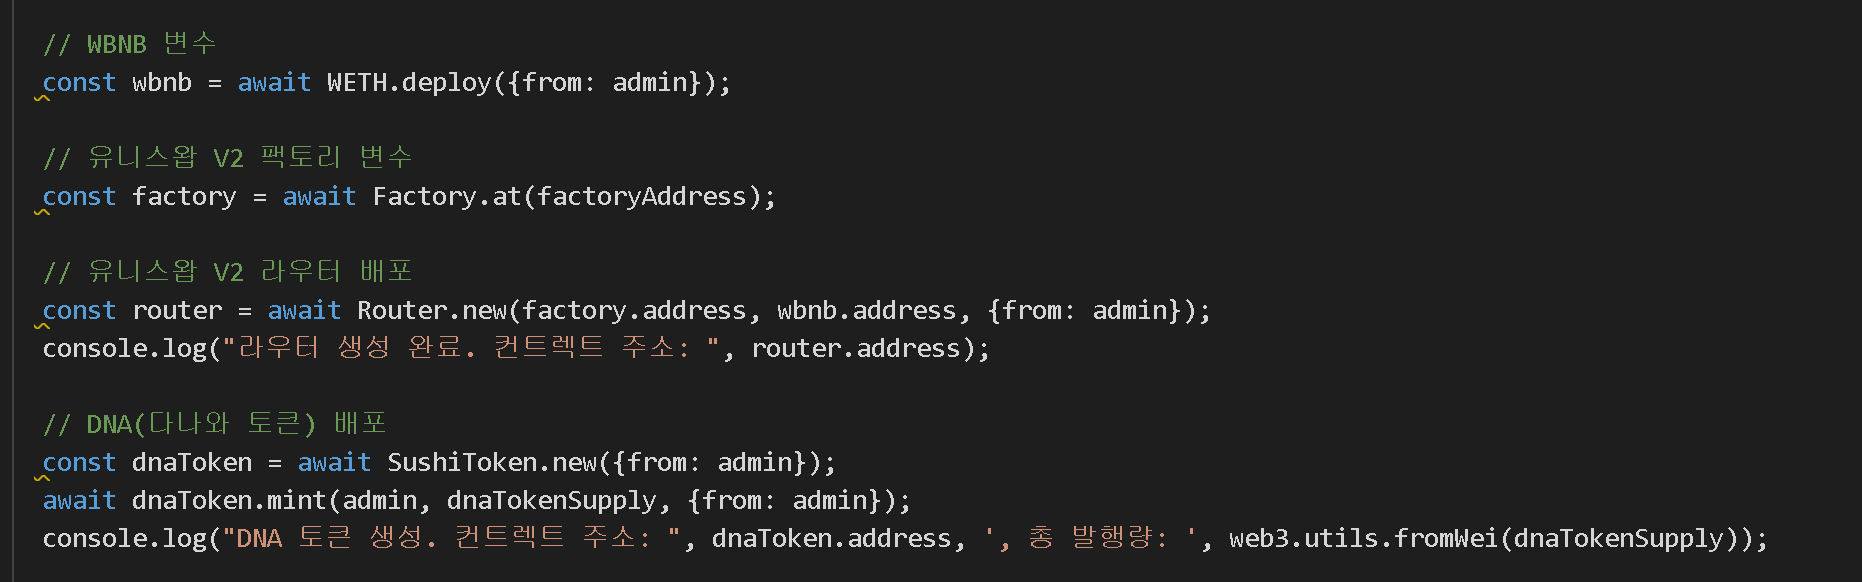 // WBNB 변수
const wbnb = await WETH.deploy({from: admin});
// 유니스왑 V2 팩토리 변수
const factory = await Factory.at(factoryAddress);
// 유니스왑 V2 라우터 배포
const router = await Router.new(factory.address, wbnb.address, {from: admin});
console.log("라우터 생성 완료. 컨트렉트 주소: ", router.address);
// DNA(다나와 토큰) 배포
const dnaToken = await SushiToken.new({from: admin});
await dnaToken.mint(admin, dnaTokenSupply, {from: admin});
console.log("DNA 토큰 생성. 컨트렉트 주소: ", dnaToken.address, ', 총 발행량: ', web3.utils.fromWei(dnaTokenSupply));